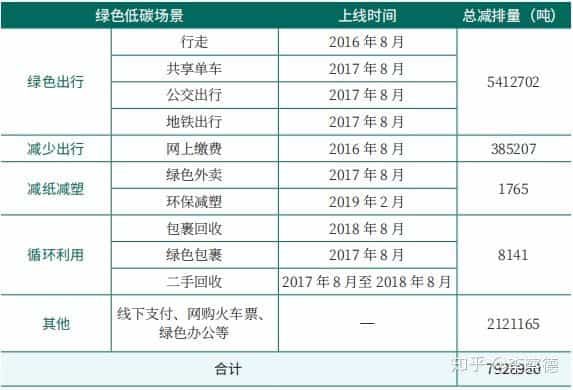 绿色低碳场景 上线时间 总减排量（吨）
行走 2016 年 8 月
共享单车 2017 年 8 月
绿色出行 5412702
公交出行 2017 年 8 月
地铁出行 2017 年 8 月
减少出行 网上缴费 2016 年 8 月 385207
绿色外卖 2017 年 8 月
减纸减塑 1765
环保减塑 2019 年 2 月
包裹回收 2018 年 8 月
循环利用 绿色包裹 2017 年 8 月 8141
二手回收 2017 年 8 月至 2018 年 8 月
线下支付、网购火车票、
其他 — 2121165
绿色办公等
合计 7928980
知乎